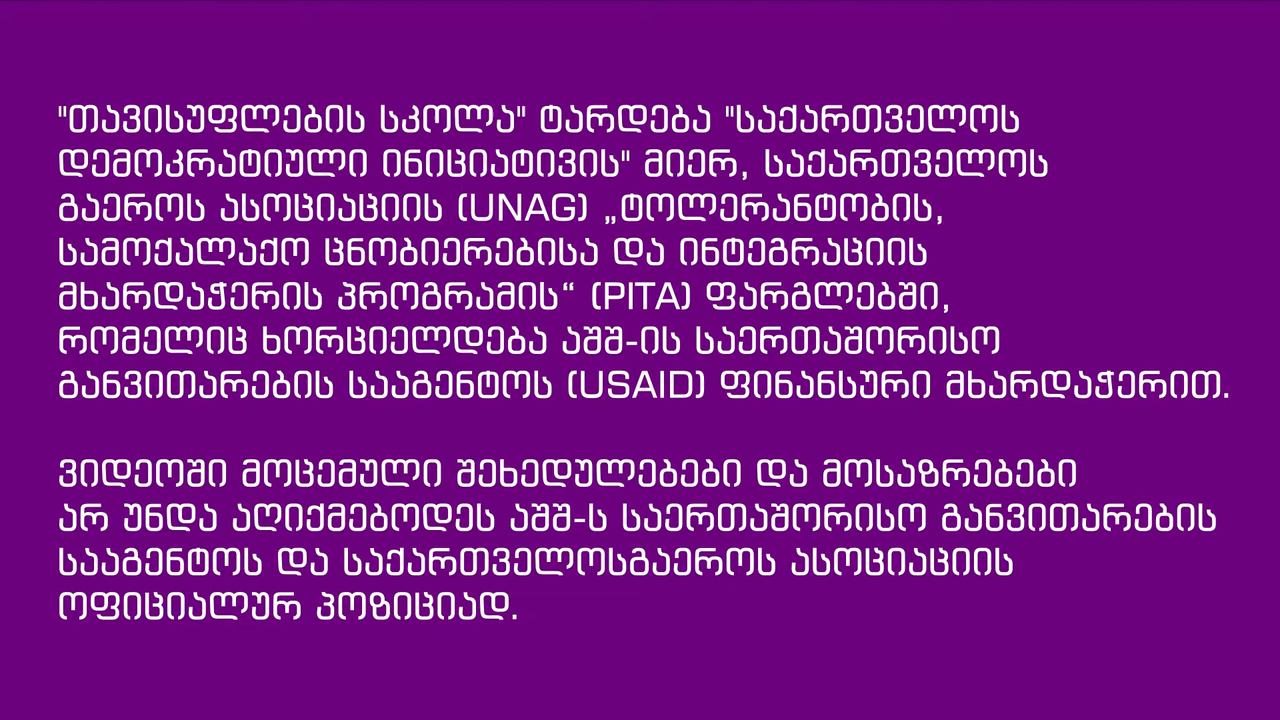 "თავისუფლების სკოლა" ტარდება "საქართველოს
დემოკრატიული ინიციატივის" მიერ, საქართველოს
გაეროს ასოციაციის (UNAG) „ტოლერანტობის,
სამოქალაქო ცნობიერებისა და ინტეგრაციის
მხარდაჭერის პროგრამის“ (PITA) ფარგლებში,
რომელიც ხორციელდება აშშ-ის საერთაშორისო
განვითარების სააგენტოს (USAID) ფინანსური მხარდაჭერით.
ვიდეოში მოცემული შეხედულებები და მოსაზრებები
არ უნდა აღიქმებოდეს აშშ-ს საერთაშორისო განვითარების
სააგენტოს და საქართველოსგაეროს ასოციაციის
ოფიციალურ პოზიციად.